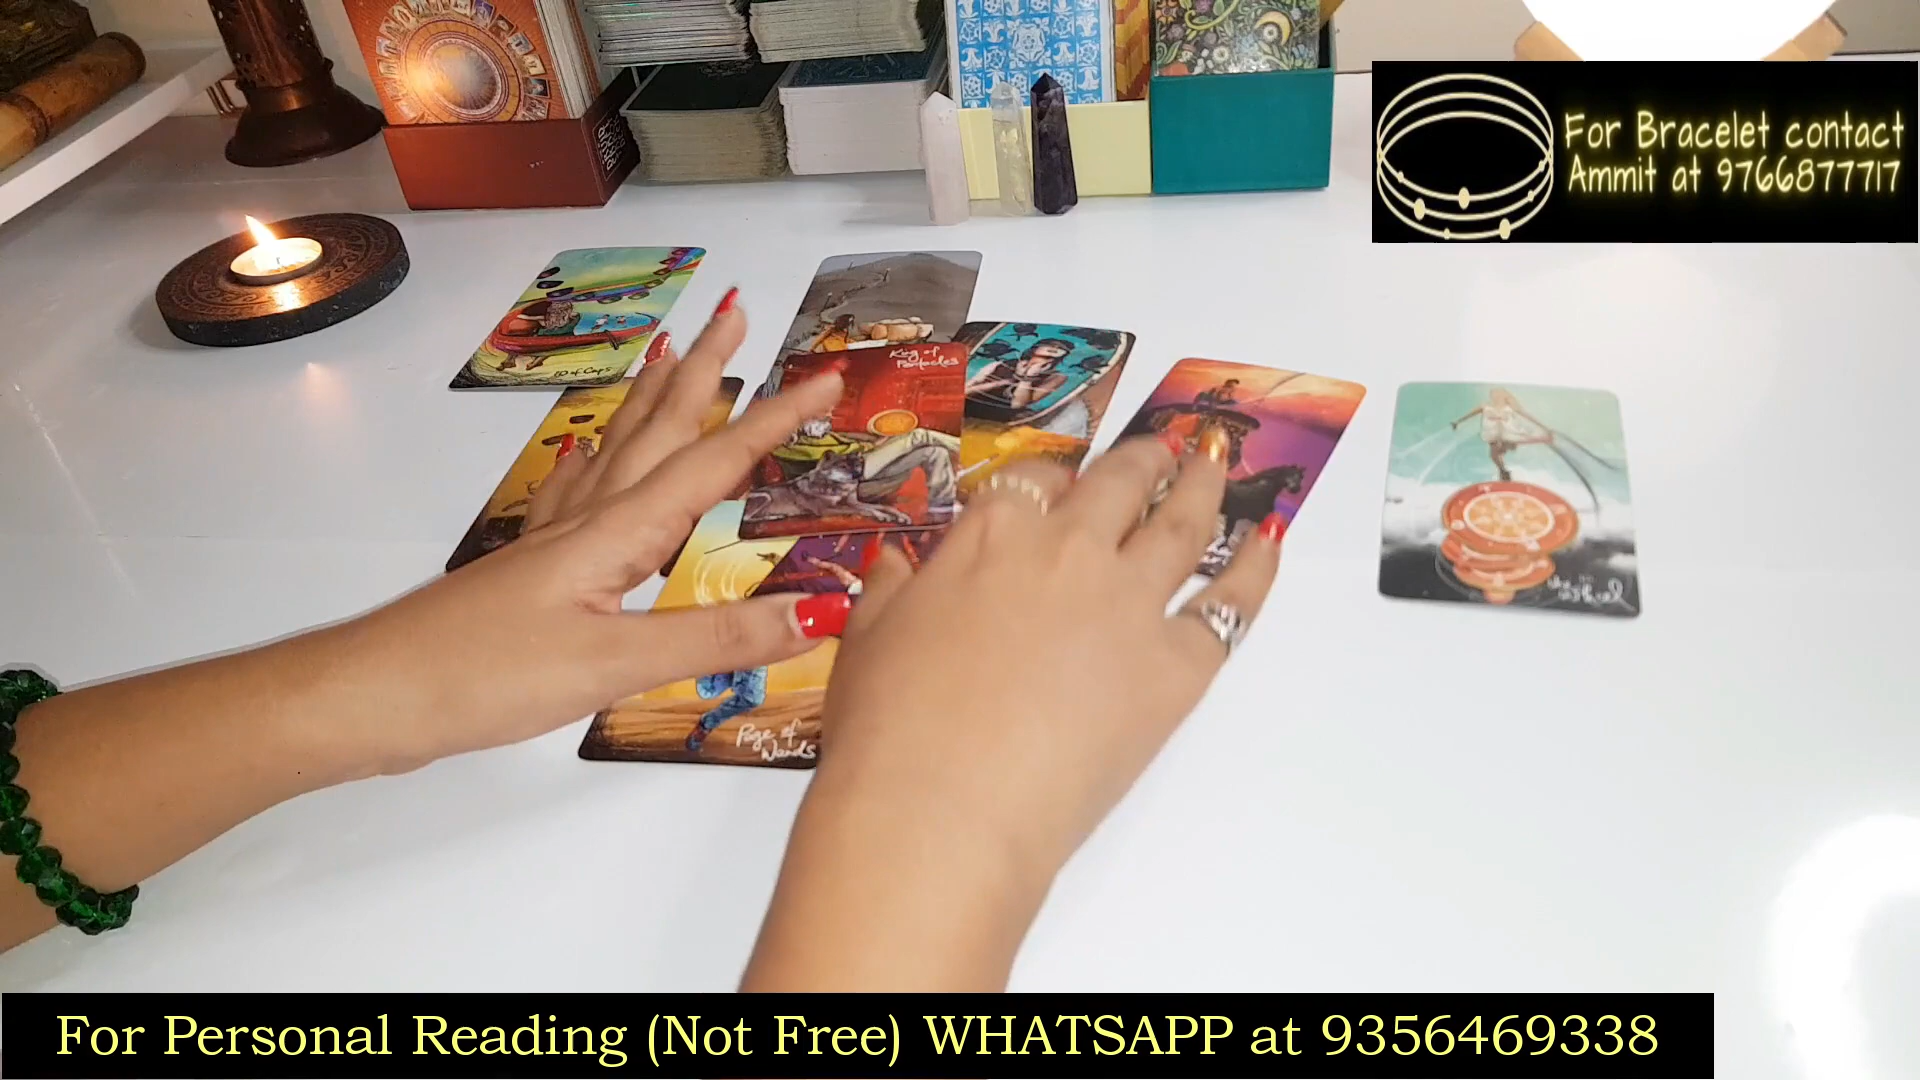 For Bracelet contact
Ammit at 9766877717
10 of Cups
King of
Pentacles
Page of
Wands
For Personal Reading (Not Free) WHATSAPP at 9356469338